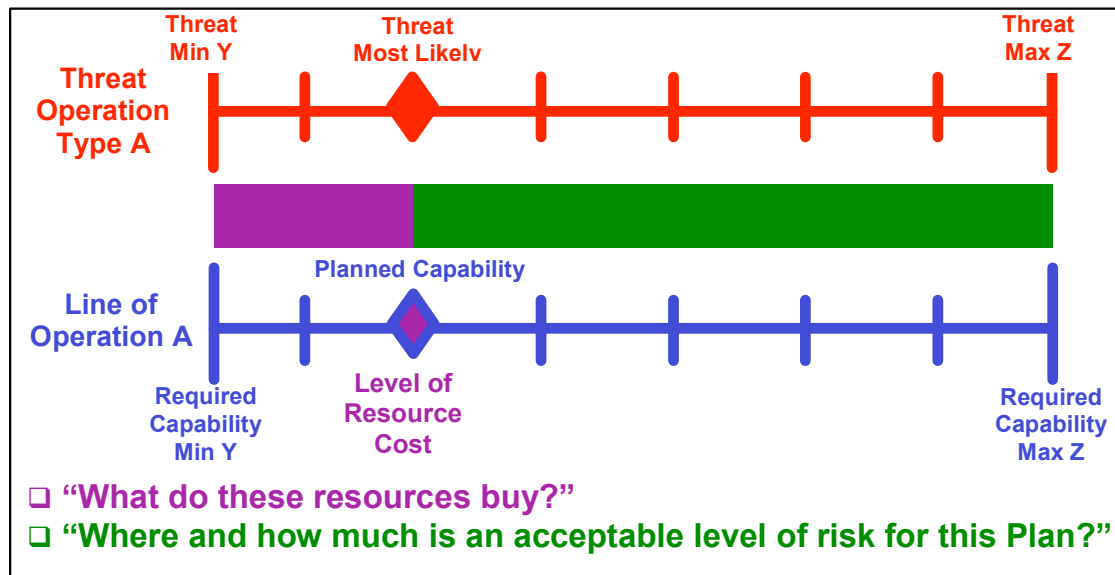 Threat
Min Y
Threat
Most Likelv
Threat
Max Z
Threat
Operation
Type A
Planned Capability
Line of
Operation A
Required
Capability
Min Y
Level of
Resource
Cost
Required
Capability
Max Z
❑ “What do these resources buy?”
❑ “Where and how much is an acceptable level of risk for this Plan?”